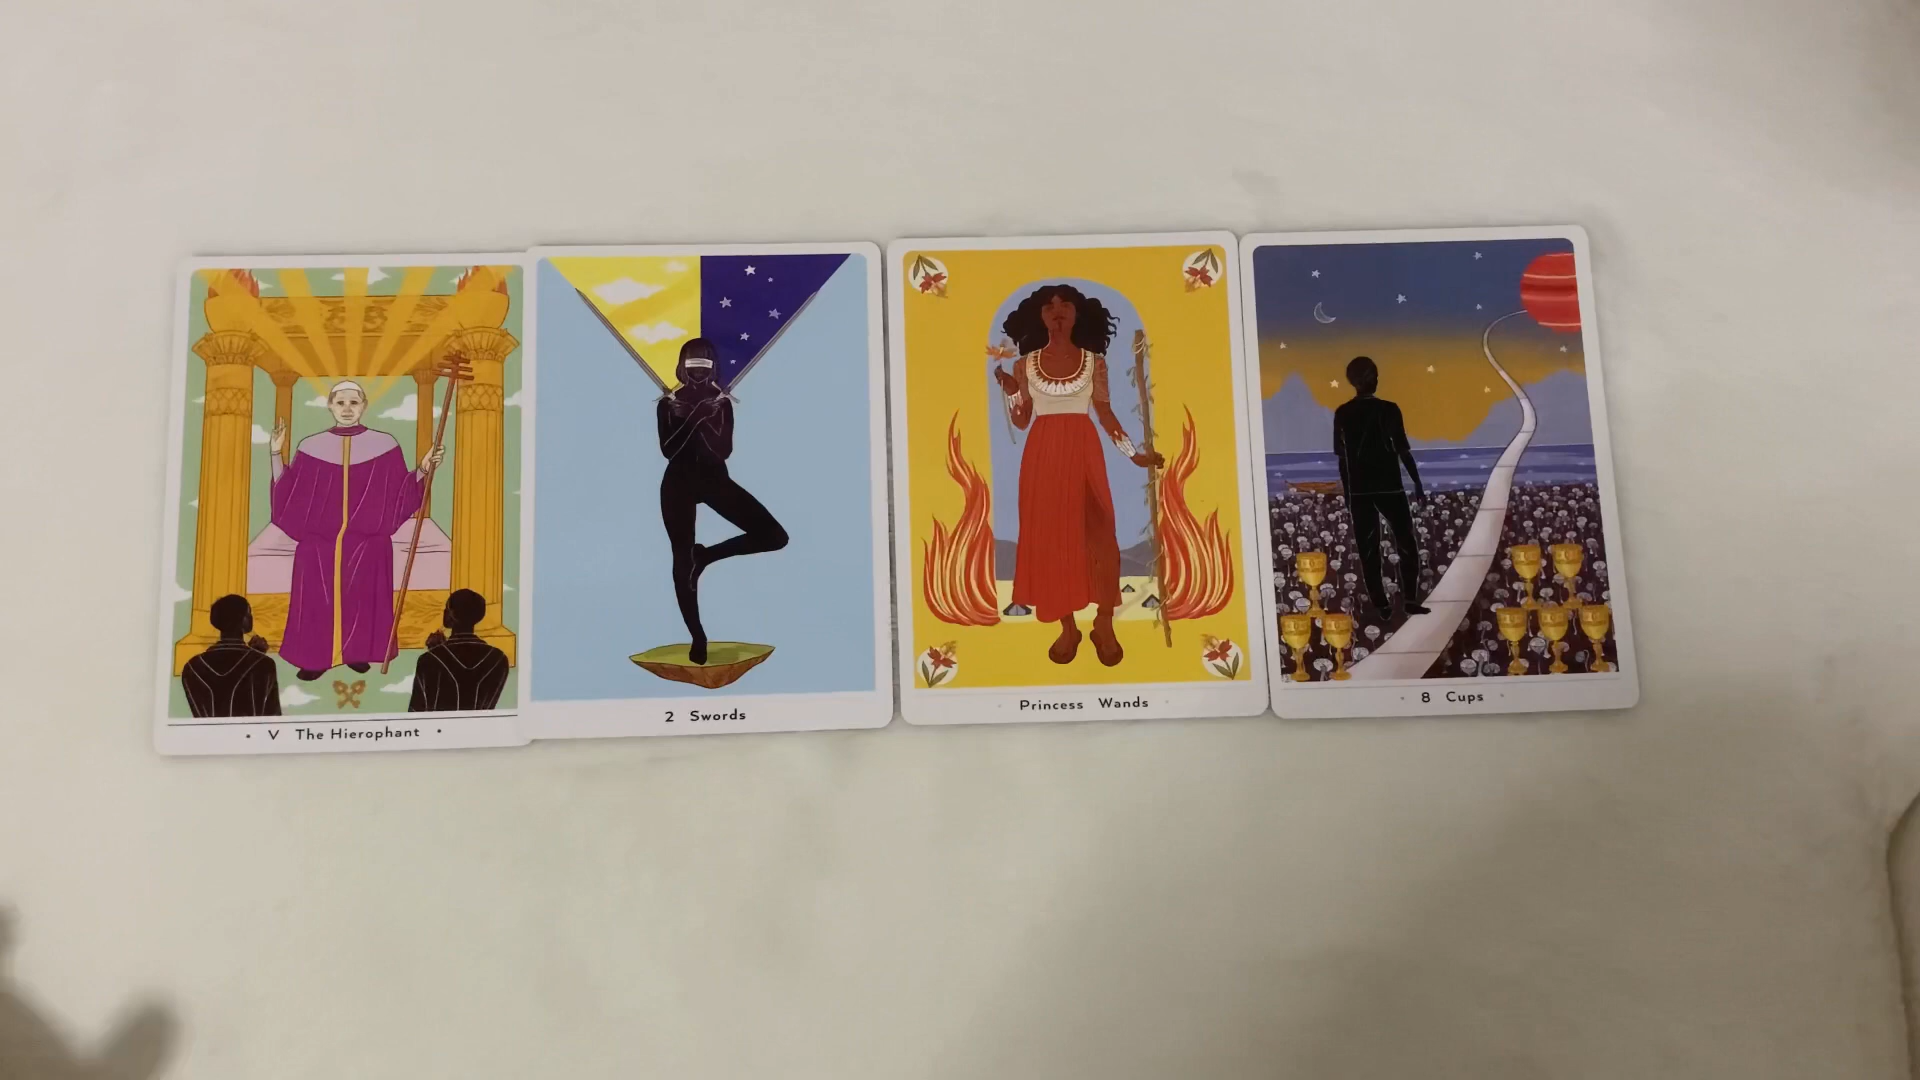 • V The Hierophant •
2 Swords
Princess Wands
8 Cups